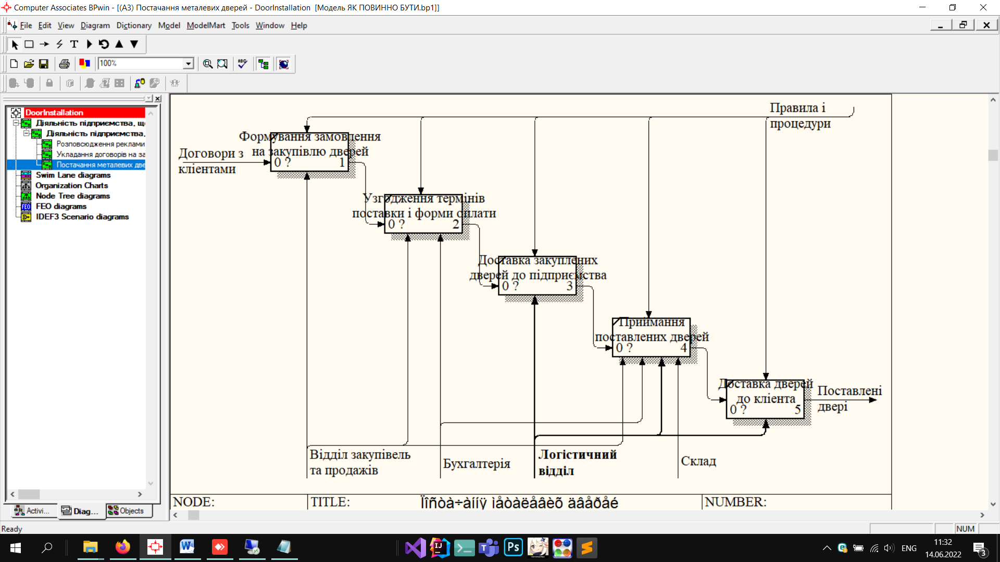 Computer Associates BPwin - [(A3) Постачання металевих дверей - DoorInstallation  [Модель ЯК ПОВИННО БУТИ.bp1]]
File Edit View Diagram Dictionary Model ModelMart Tools Window Help
100%
DoorInstallation
Діяльність підприємства, щ
Діяльність підприємства,
Розповсюдження реклами
Укладання договорів на за
Постачання металевих две
Swim Lane diagrams
Organization Charts
Node Tree diagrams
FEO diagrams
IDEF3 Scenario diagrams
Activi...
Diag...
Objects
Правила і
процедури
Договори з
клієнтами
Формування замовлення
на закупівлю дверей
0 ? 1
Узгодження термінів
поставки і форми оплати
0 ? 2
Доставка закуплених
дверей до підприємства
0 ? 3
Приймання
поставлених дверей
0 ? 4
Доставка дверей
до клієнта
0 ? 5
Поставлені
двері
Відділ закупівель
та продажів
Бухгалтерія
Логістичний
відділ
Склад
NODE:
TITLE:
Ïîñòà÷àííÿ ìåòàëåâèõ äâåðåé
NUMBER:
Ready
NUM
ENG
11:32
14.06.2022
3